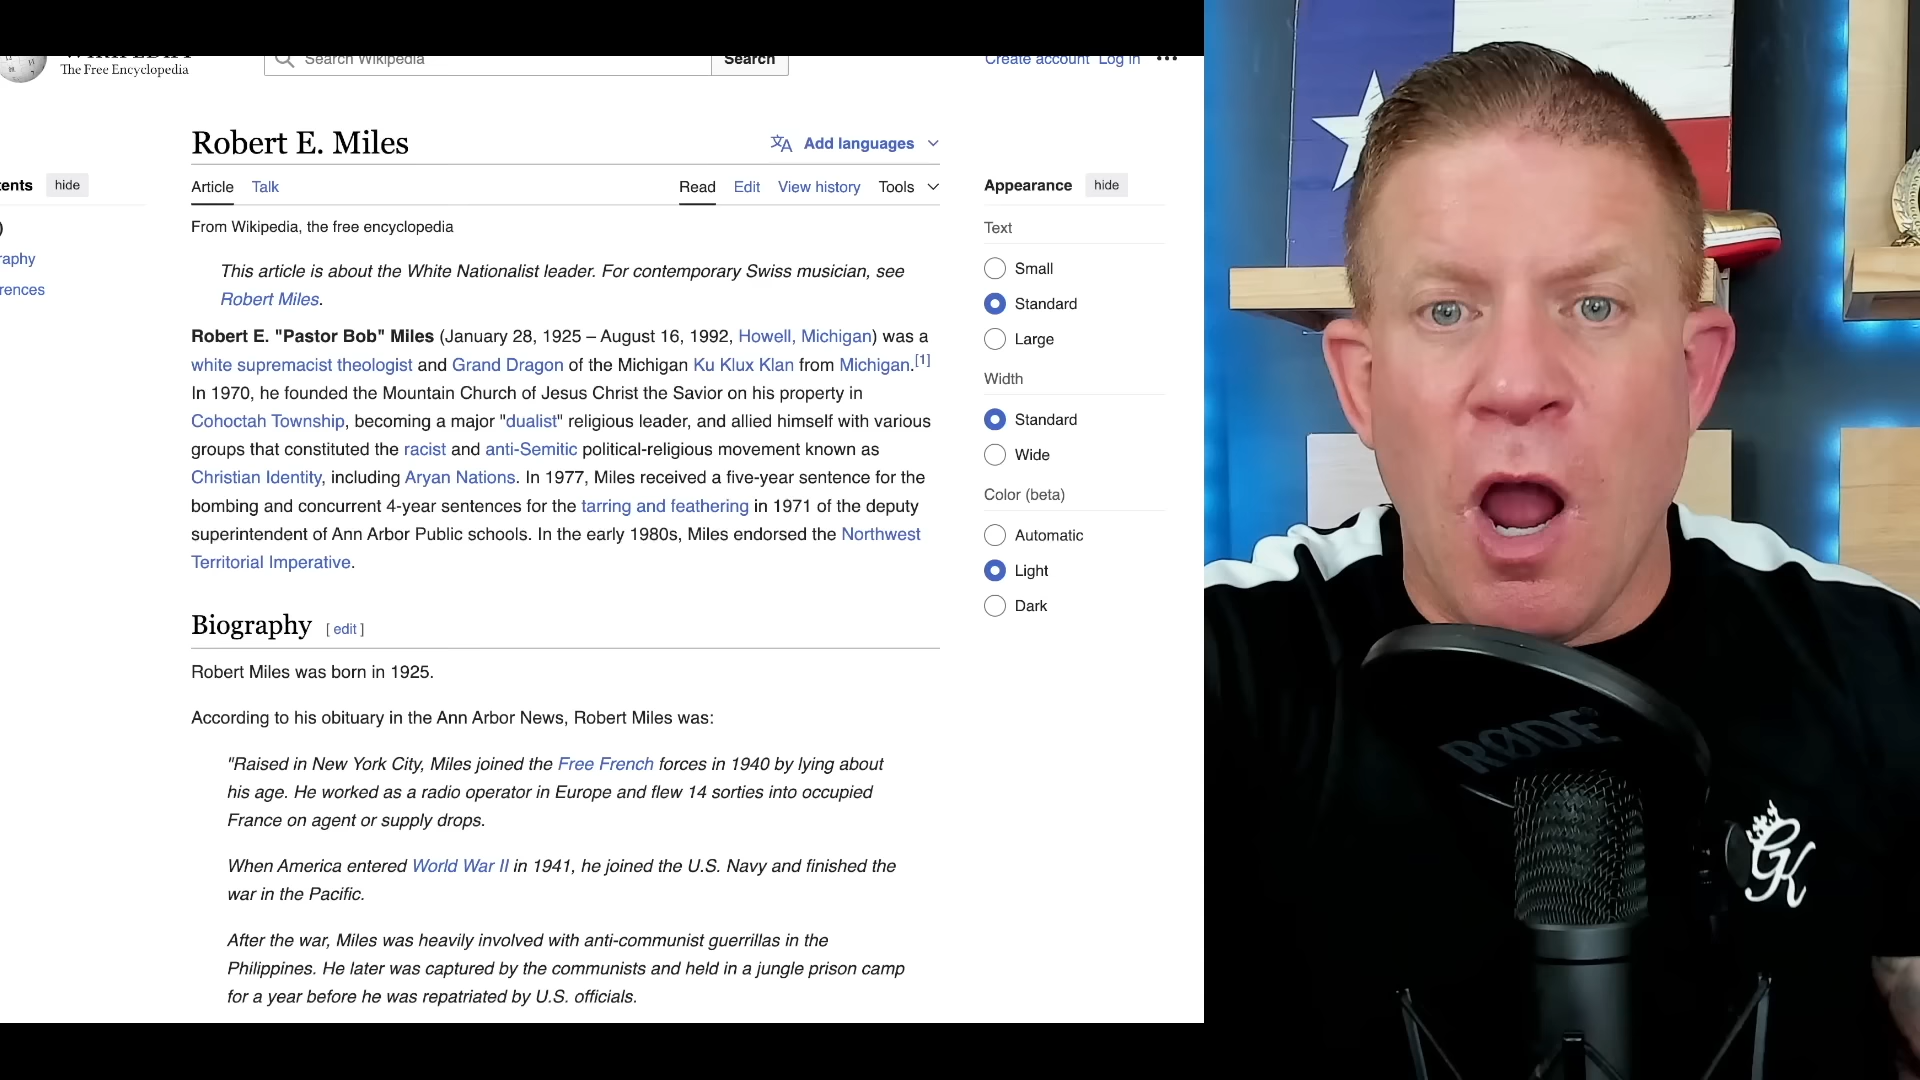 WIKIPEDIA
The Free Encyclopedia
Search Wikipedia
Search
Create account Log in
tents hide
)
raphy
rences
Robert E. Miles
Add languages
Article Talk Read Edit View history Tools
From Wikipedia, the free encyclopedia
This article is about the White Nationalist leader. For contemporary Swiss musician, see
Robert Miles.
Robert E. "Pastor Bob" Miles (January 28, 1925 – August 16, 1992, Howell, Michigan) was a
white supremacist theologist and Grand Dragon of the Michigan Ku Klux Klan from Michigan.[1]
In 1970, he founded the Mountain Church of Jesus Christ the Savior on his property in
Cohoctah Township, becoming a major "dualist" religious leader, and allied himself with various
groups that constituted the racist and anti-Semitic political-religious movement known as
Christian Identity, including Aryan Nations. In 1977, Miles received a five-year sentence for the
bombing and concurrent 4-year sentences for the tarring and feathering in 1971 of the deputy
superintendent of Ann Arbor Public schools. In the early 1980s, Miles endorsed the Northwest
Territorial Imperative.
Biography [ edit ]
Robert Miles was born in 1925.
According to his obituary in the Ann Arbor News, Robert Miles was:
"Raised in New York City, Miles joined the Free French forces in 1940 by lying about
his age. He worked as a radio operator in Europe and flew 14 sorties into occupied
France on agent or supply drops.
When America entered World War II in 1941, he joined the U.S. Navy and finished the
war in the Pacific.
After the war, Miles was heavily involved with anti-communist guerrillas in the
Philippines. He later was captured by the communists and held in a jungle prison camp
for a year before he was repatriated by U.S. officials.
Appearance hide
Text
Small
Standard
Large
Width
Standard
Wide
Color (beta)
Automatic
Light
Dark
RØDE
GK